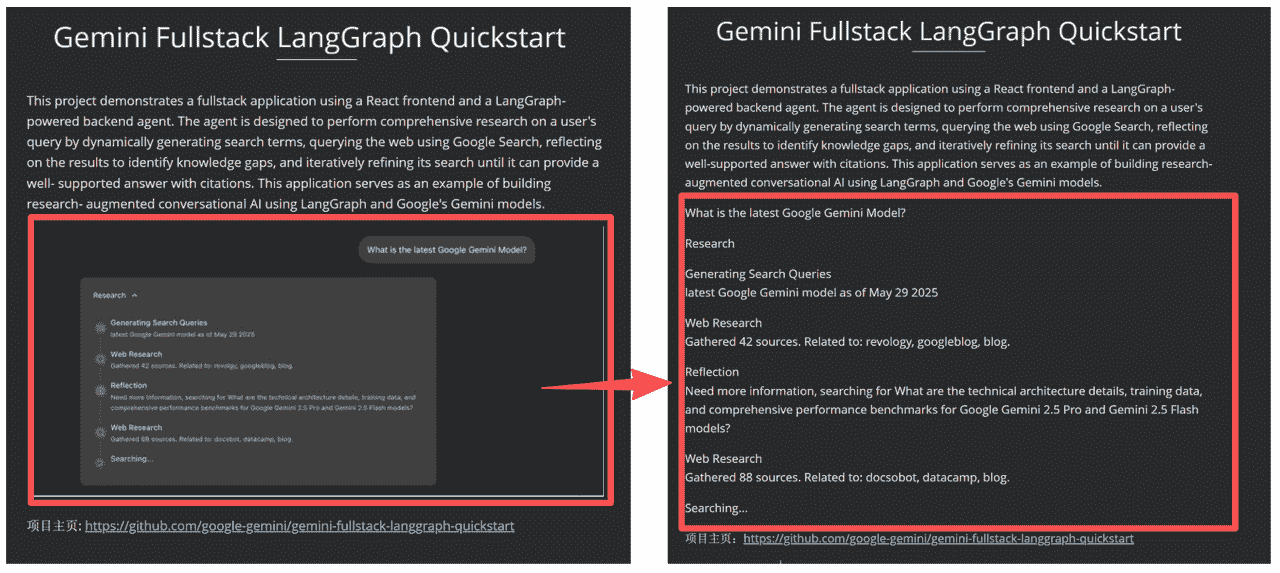 Gemini Fullstack LangGraph Quickstart
This project demonstrates a fullstack application using a React frontend and a LangGraph-
powered backend agent. The agent is designed to perform comprehensive research on a user's
query by dynamically generating search terms, querying the web using Google Search, reflecting
on the results to identify knowledge gaps, and iteratively refining its search until it can provide a
well- supported answer with citations. This application serves as an example of building
research- augmented conversational AI using LangGraph and Google's Gemini models.
What is the latest Google Gemini Model?
Research
Generating Search Queries
latest Google Gemini model as of May 29 2025
Web Research
Gathered 42 sources. Related to: revology, googleblog, blog.
Reflection
Need more information, searching for What are the technical architecture details, training data, and
comprehensive performance benchmarks for Google Gemini 2.5 Pro and Gemini 2.5 Flash models?
Web Research
Gathered 88 sources. Related to: docsobot, datacamp, blog.
Searching...
项目主页: https://github.com/google-gemini/gemini-fullstack-langgraph-quickstart
Gemini Fullstack LangGraph Quickstart
This project demonstrates a fullstack application using a React frontend and a LangGraph-
powered backend agent. The agent is designed to perform comprehensive research on a user's
query by dynamically generating search terms, querying the web using Google Search, reflecting
on the results to identify knowledge gaps, and iteratively refining its search until it can provide a
well-supported answer with citations. This application serves as an example of building research-
augmented conversational AI using LangGraph and Google's Gemini models.
What is the latest Google Gemini Model?
Research
Generating Search Queries
latest Google Gemini model as of May 29 2025
Web Research
Gathered 42 sources. Related to: revology, googleblog, blog.
Reflection
Need more information, searching for What are the technical architecture details, training data,
and comprehensive performance benchmarks for Google Gemini 2.5 Pro and Gemini 2.5 Flash
models?
Web Research
Gathered 88 sources. Related to: docsobot, datacamp, blog.
Searching...
项目主页：https://github.com/google-gemini/gemini-fullstack-langgraph-quickstart